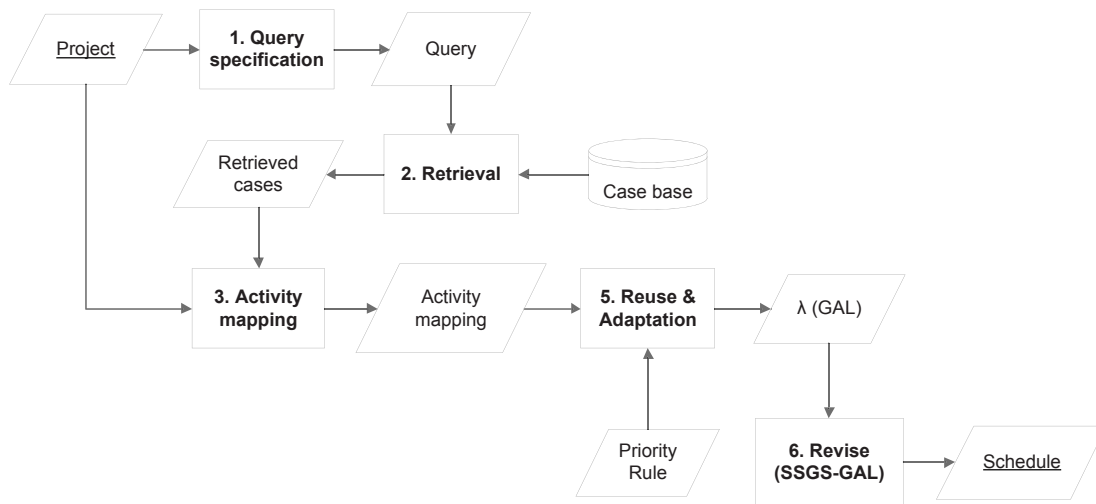 Project
1. Query
specification
Query
Retrieved
cases
2. Retrieval
Case base
3. Activity
mapping
Activity
mapping
5. Reuse &
Adaptation
λ (GAL)
Priority
Rule
6. Revise
(SSGS-GAL)
Schedule